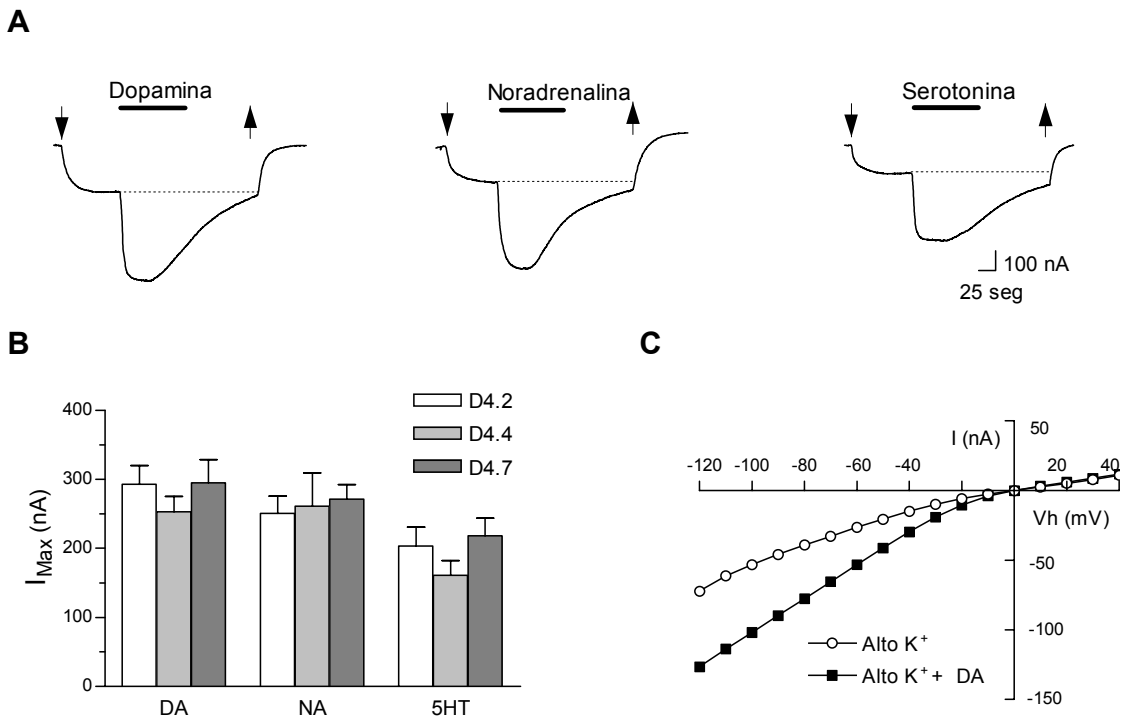 A
Dopamina
Noradrenalina
Serotonina
100 nA
25 seg
B
400
300
200
100
0
I_Max (nA)
D4.2
D4.4
D4.7
DA
NA
5HT
C
50
I (nA)
-120 -100 -80 -60 -40 20 40
Vh (mV)
-50
-100
-150
Alto K⁺
Alto K⁺ + DA